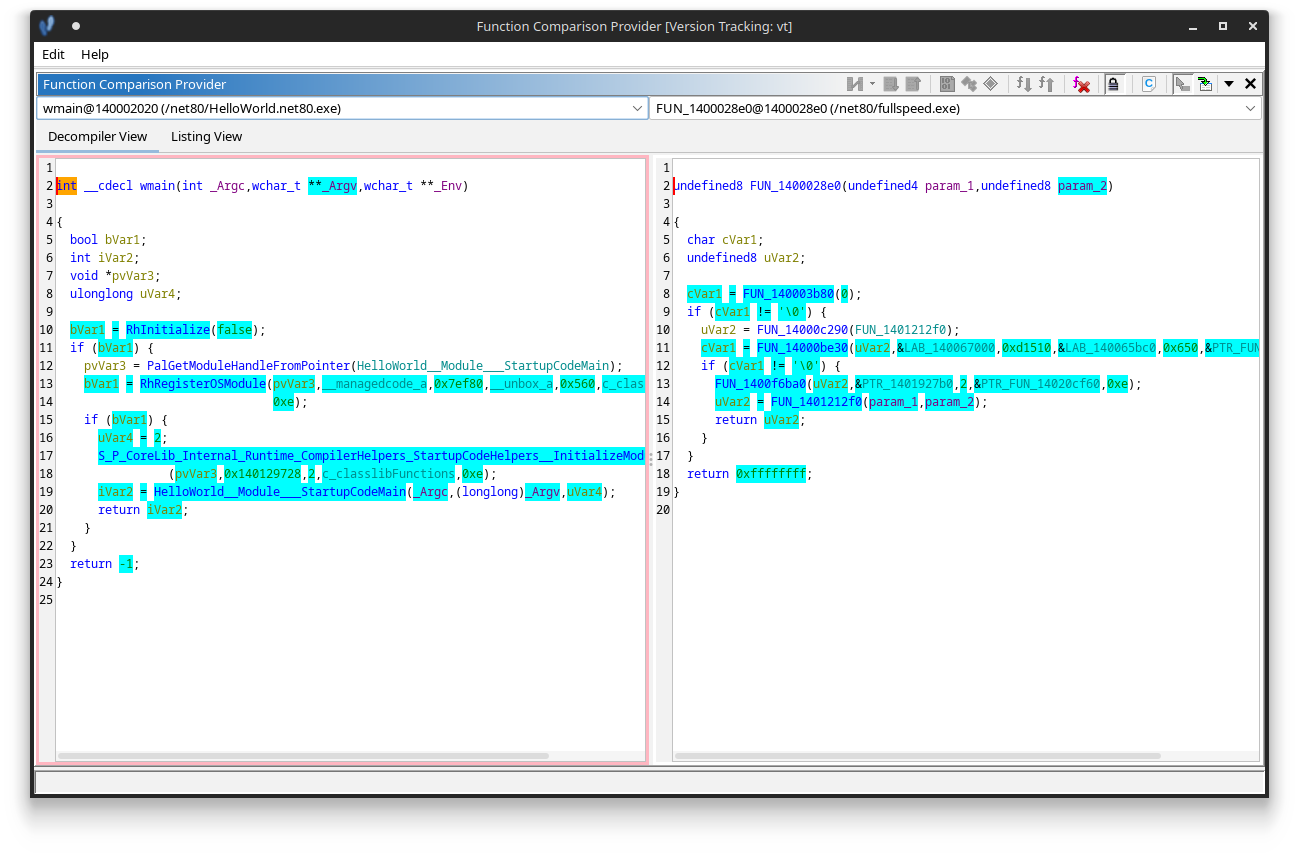 Function Comparison Provider [Version Tracking: vt]
Edit Help
Function Comparison Provider
wmain@140002020 (/net80/HelloWorld.net80.exe)
FUN_1400028e0@1400028e0 (/net80/fullspeed.exe)
Decompiler View Listing View
1
2 int __cdecl wmain(int _Argc,wchar_t **_Argv,wchar_t **_Env)
3
4 {
5 bool bVar1;
6 int iVar2;
7 void *pvVar3;
8 ulonglong uVar4;
9
10 bVar1 = RhInitialize(false);
11 if (bVar1) {
12 pvVar3 = PalGetModuleHandleFromPointer(HelloWorld__Module___StartupCodeMain);
13 bVar1 = RhRegisterOSModule(pvVar3,__managedcode_a,0x7ef80,__unbox_a,0x560,c_clas
14 0xe);
15 if (bVar1) {
16 uVar4 = 2;
17 S_P_CoreLib_Internal_Runtime_CompilerHelpers_StartupCodeHelpers__InitializeMod
18 (pvVar3,0x140129728,2,c_classlibFunctions,0xe);
19 iVar2 = HelloWorld__Module___StartupCodeMain(_Argc,(longlong)_Argv,uVar4);
20 return iVar2;
21 }
22 }
23 return -1;
24 }
25
1
2 undefined8 FUN_1400028e0(undefined4 param_1,undefined8 param_2)
3
4 {
5 char cVar1;
6 undefined8 uVar2;
7
8 cVar1 = FUN_140003b80(0);
9 if (cVar1 != '\0') {
10 uVar2 = FUN_14000c290(FUN_1401212f0);
11 cVar1 = FUN_14000be30(uVar2,&LAB_140067000,0xd1510,&LAB_140065bc0,0x650,&PTR_FUN
12 if (cVar1 != '\0') {
13 FUN_1400f6ba0(uVar2,&PTR_1401927b0,2,&PTR_FUN_14020cf60,0xe);
14 uVar2 = FUN_1401212f0(param_1,param_2);
15 return uVar2;
16 }
17 }
18 return 0xffffffff;
19 }
20